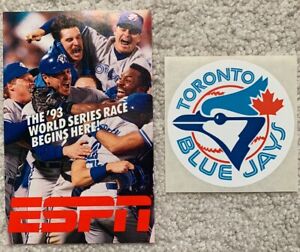 THE '93
WORLD SERIES RACE
BEGINS HERE!
ESPN
TORONTO
BLUE JAYS